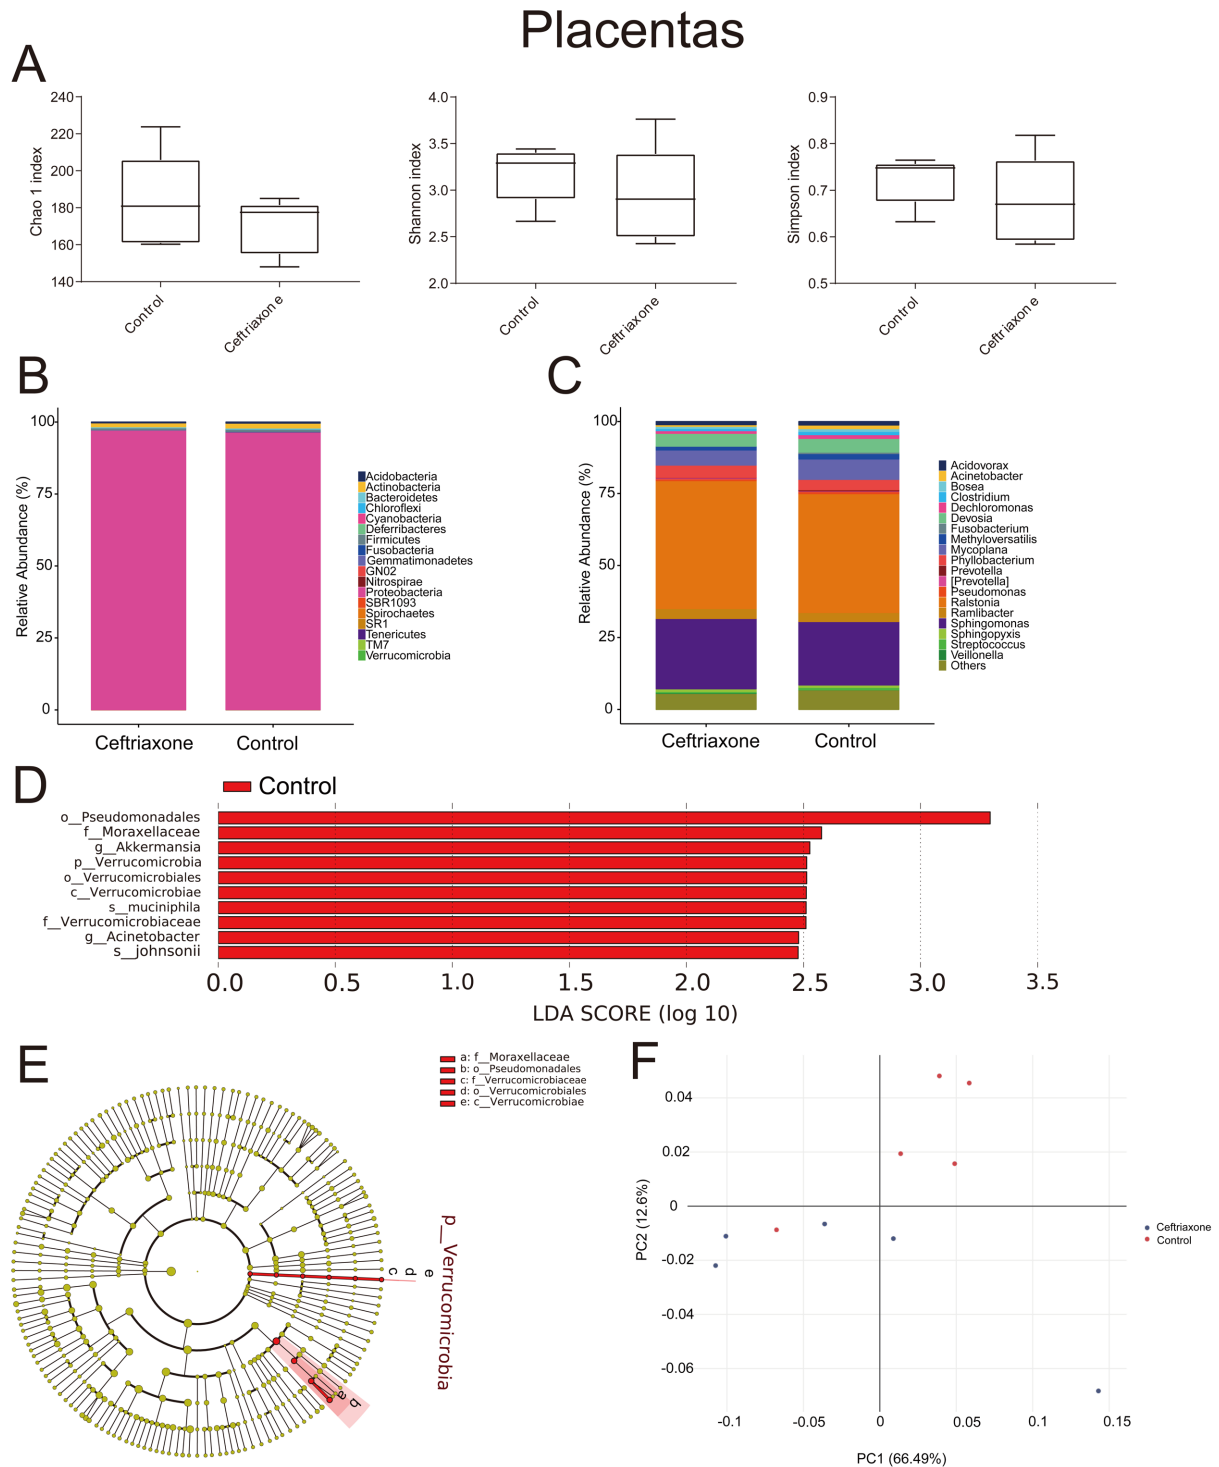 Placentas
A
Chao 1 index
240
220
200
180
160
140
Control
Ceftriaxone
Shannon index
4.0
3.5
3.0
2.5
2.0
Control
Ceftriaxone
Simpson index
0.9
0.8
0.7
0.6
0.5
Control
Ceftriaxone
B
Relative Abundance (%)
100
75
50
25
0
Ceftriaxone
Control
Acidobacteria
Actinobacteria
Bacteroidetes
Chloroflexi
Cyanobacteria
Deferribacteres
Firmicutes
Fusobacteria
Gemmatimonadetes
GN02
Nitrospirae
Proteobacteria
SBR1093
Spirochaetes
SR1
Tenericutes
TM7
Verrucomicrobia
C
Relative Abundance (%)
100
75
50
25
0
Ceftriaxone
Control
Acidovorax
Acinetobacter
Bosea
Clostridium
Dechloromonas
Devosia
Fusobacterium
Methyloversatilis
Mycoplana
Phyllobacterium
Prevotella
[Prevotella]
Pseudomonas
Ralstonia
Ramlibacter
Sphingomonas
Sphingopyxis
Streptococcus
Veillonella
Others
D
Control
o__Pseudomonadales
f__Moraxellaceae
g__Akkermansia
p__Verrucomicrobia
o__Verrucomicrobiales
c__Verrucomicrobiae
s__muciniphila
f__Verrucomicrobiaceae
g__Acinetobacter
s__johnsonii
0.0 0.5 1.0 1.5 2.0 2.5 3.0 3.5
LDA SCORE (log 10)
E
a: f__Moraxellaceae
b: o__Pseudomonadales
c: f__Verrucomicrobiaceae
d: o__Verrucomicrobiales
e: c__Verrucomicrobiae
c d e
p__Verrucomicrobia
a b
F
PC2 (12.6%)
0.04
0.02
0
-0.02
-0.04
-0.06
-0.1 -0.05 0 0.05 0.1 0.15
PC1 (66.49%)
Ceftriaxone
Control